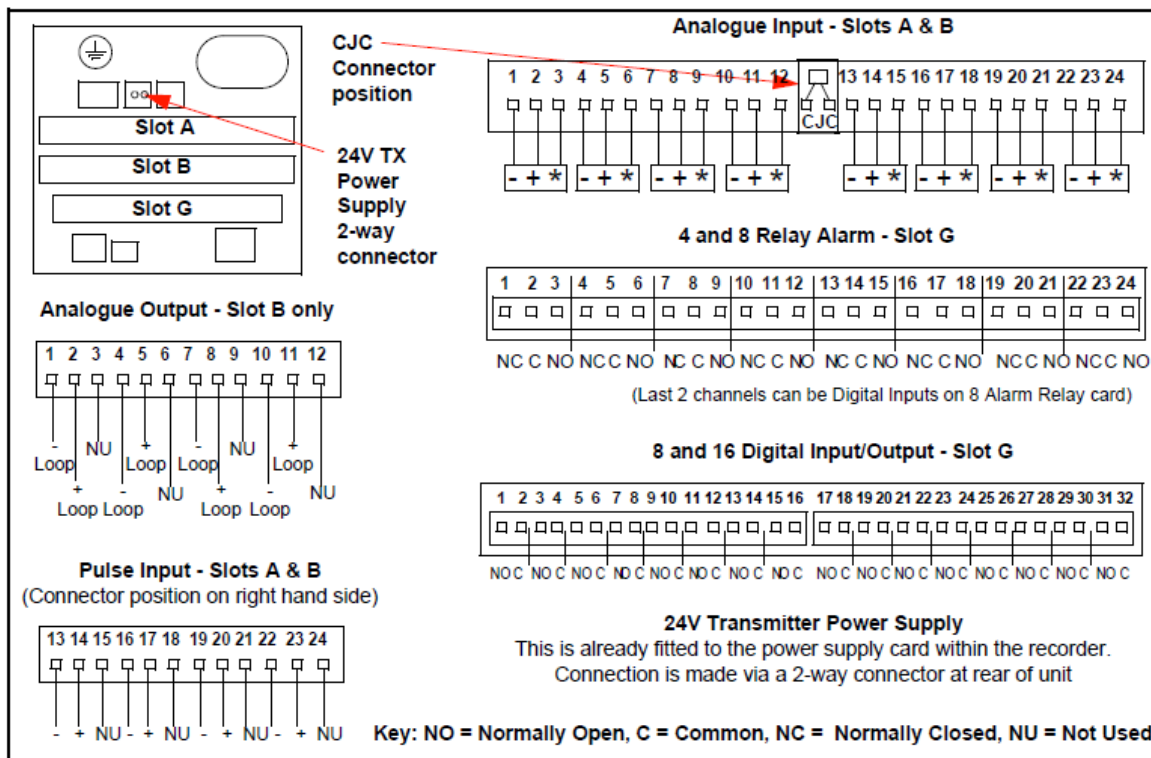 CJC
Connector
position
Slot A
Slot B
Slot G
24V TX
Power
Supply
2-way
connector
Analogue Input - Slots A & B
1 2 3 4 5 6 7 8 9 10 11 12 13 14 15 16 17 18 19 20 21 22 23 24
CJC
- + * - + * - + * - + * - + * - + * - + * - + *
4 and 8 Relay Alarm - Slot G
1 2 3 4 5 6 7 8 9 10 11 12 13 14 15 16 17 18 19 20 21 22 23 24
NC C NO NC C NO NC C NO NC C NO NC C NO NC C NO NC C NO NC C NO
(Last 2 channels can be Digital Inputs on 8 Alarm Relay card)
Analogue Output - Slot B only
1 2 3 4 5 6 7 8 9 10 11 12
- NU + - NU +
Loop Loop Loop Loop
+ - NU + - NU
Loop Loop Loop Loop
8 and 16 Digital Input/Output - Slot G
1 2 3 4 5 6 7 8 9 10 11 12 13 14 15 16 17 18 19 20 21 22 23 24 25 26 27 28 29 30 31 32
NO C NO C NO C NO C NO C NO C NO C NO C NO C NO C NO C NO C NO C NO C NO C NO C
Pulse Input - Slots A & B
(Connector position on right hand side)
13 14 15 16 17 18 19 20 21 22 23 24
- + NU - + NU - + NU - + NU
24V Transmitter Power Supply
This is already fitted to the power supply card within the recorder.
Connection is made via a 2-way connector at rear of unit
Key: NO = Normally Open, C = Common, NC = Normally Closed, NU = Not Used